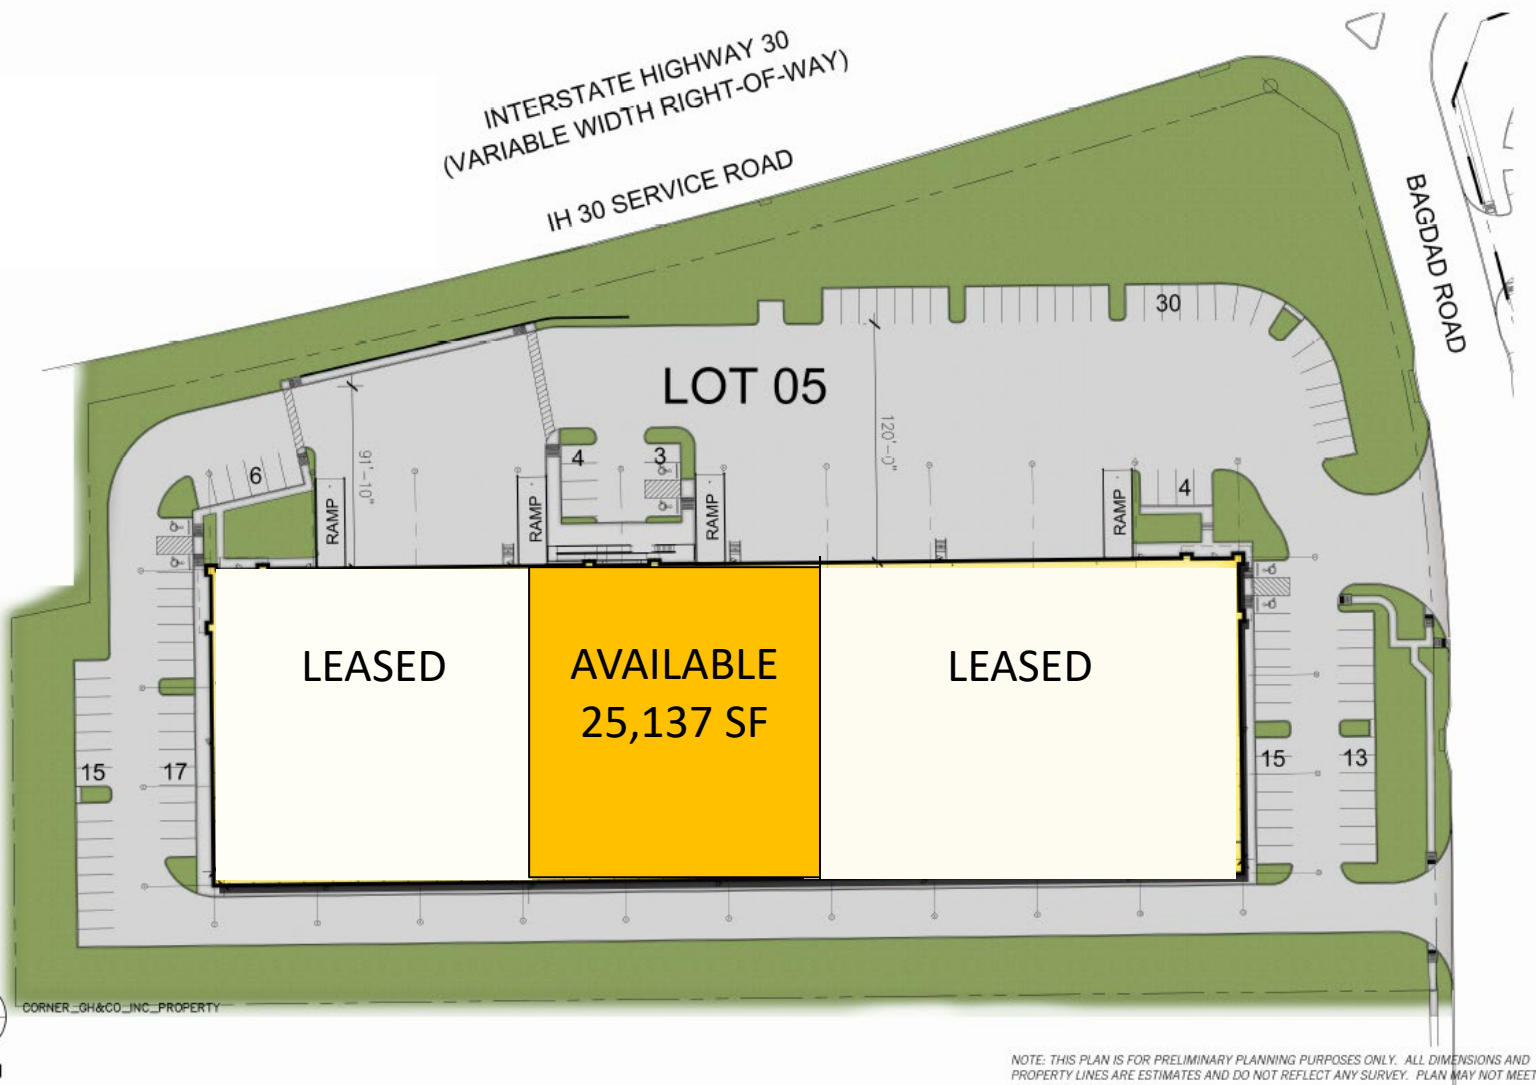 INTERSTATE HIGHWAY 30
(VARIABLE WIDTH RIGHT-OF-WAY)
IH 30 SERVICE ROAD
BAGDAD ROAD
30
LOT 05
120'-0"
91'-10"
6
4
3
4
RAMP
RAMP
RAMP
RAMP
LEASED
AVAILABLE
25,137 SF
LEASED
15
17
15
13
CORNER_GH&CO_INC_PROPERTY
NOTE: THIS PLAN IS FOR PRELIMINARY PLANNING PURPOSES ONLY. ALL DIMENSIONS AND
PROPERTY LINES ARE ESTIMATES AND DO NOT REFLECT ANY SURVEY. PLAN MAY NOT MEET